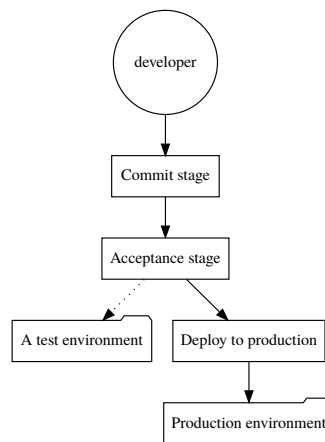 developer
Commit stage
Acceptance stage
A test environment
Deploy to production
Production environment